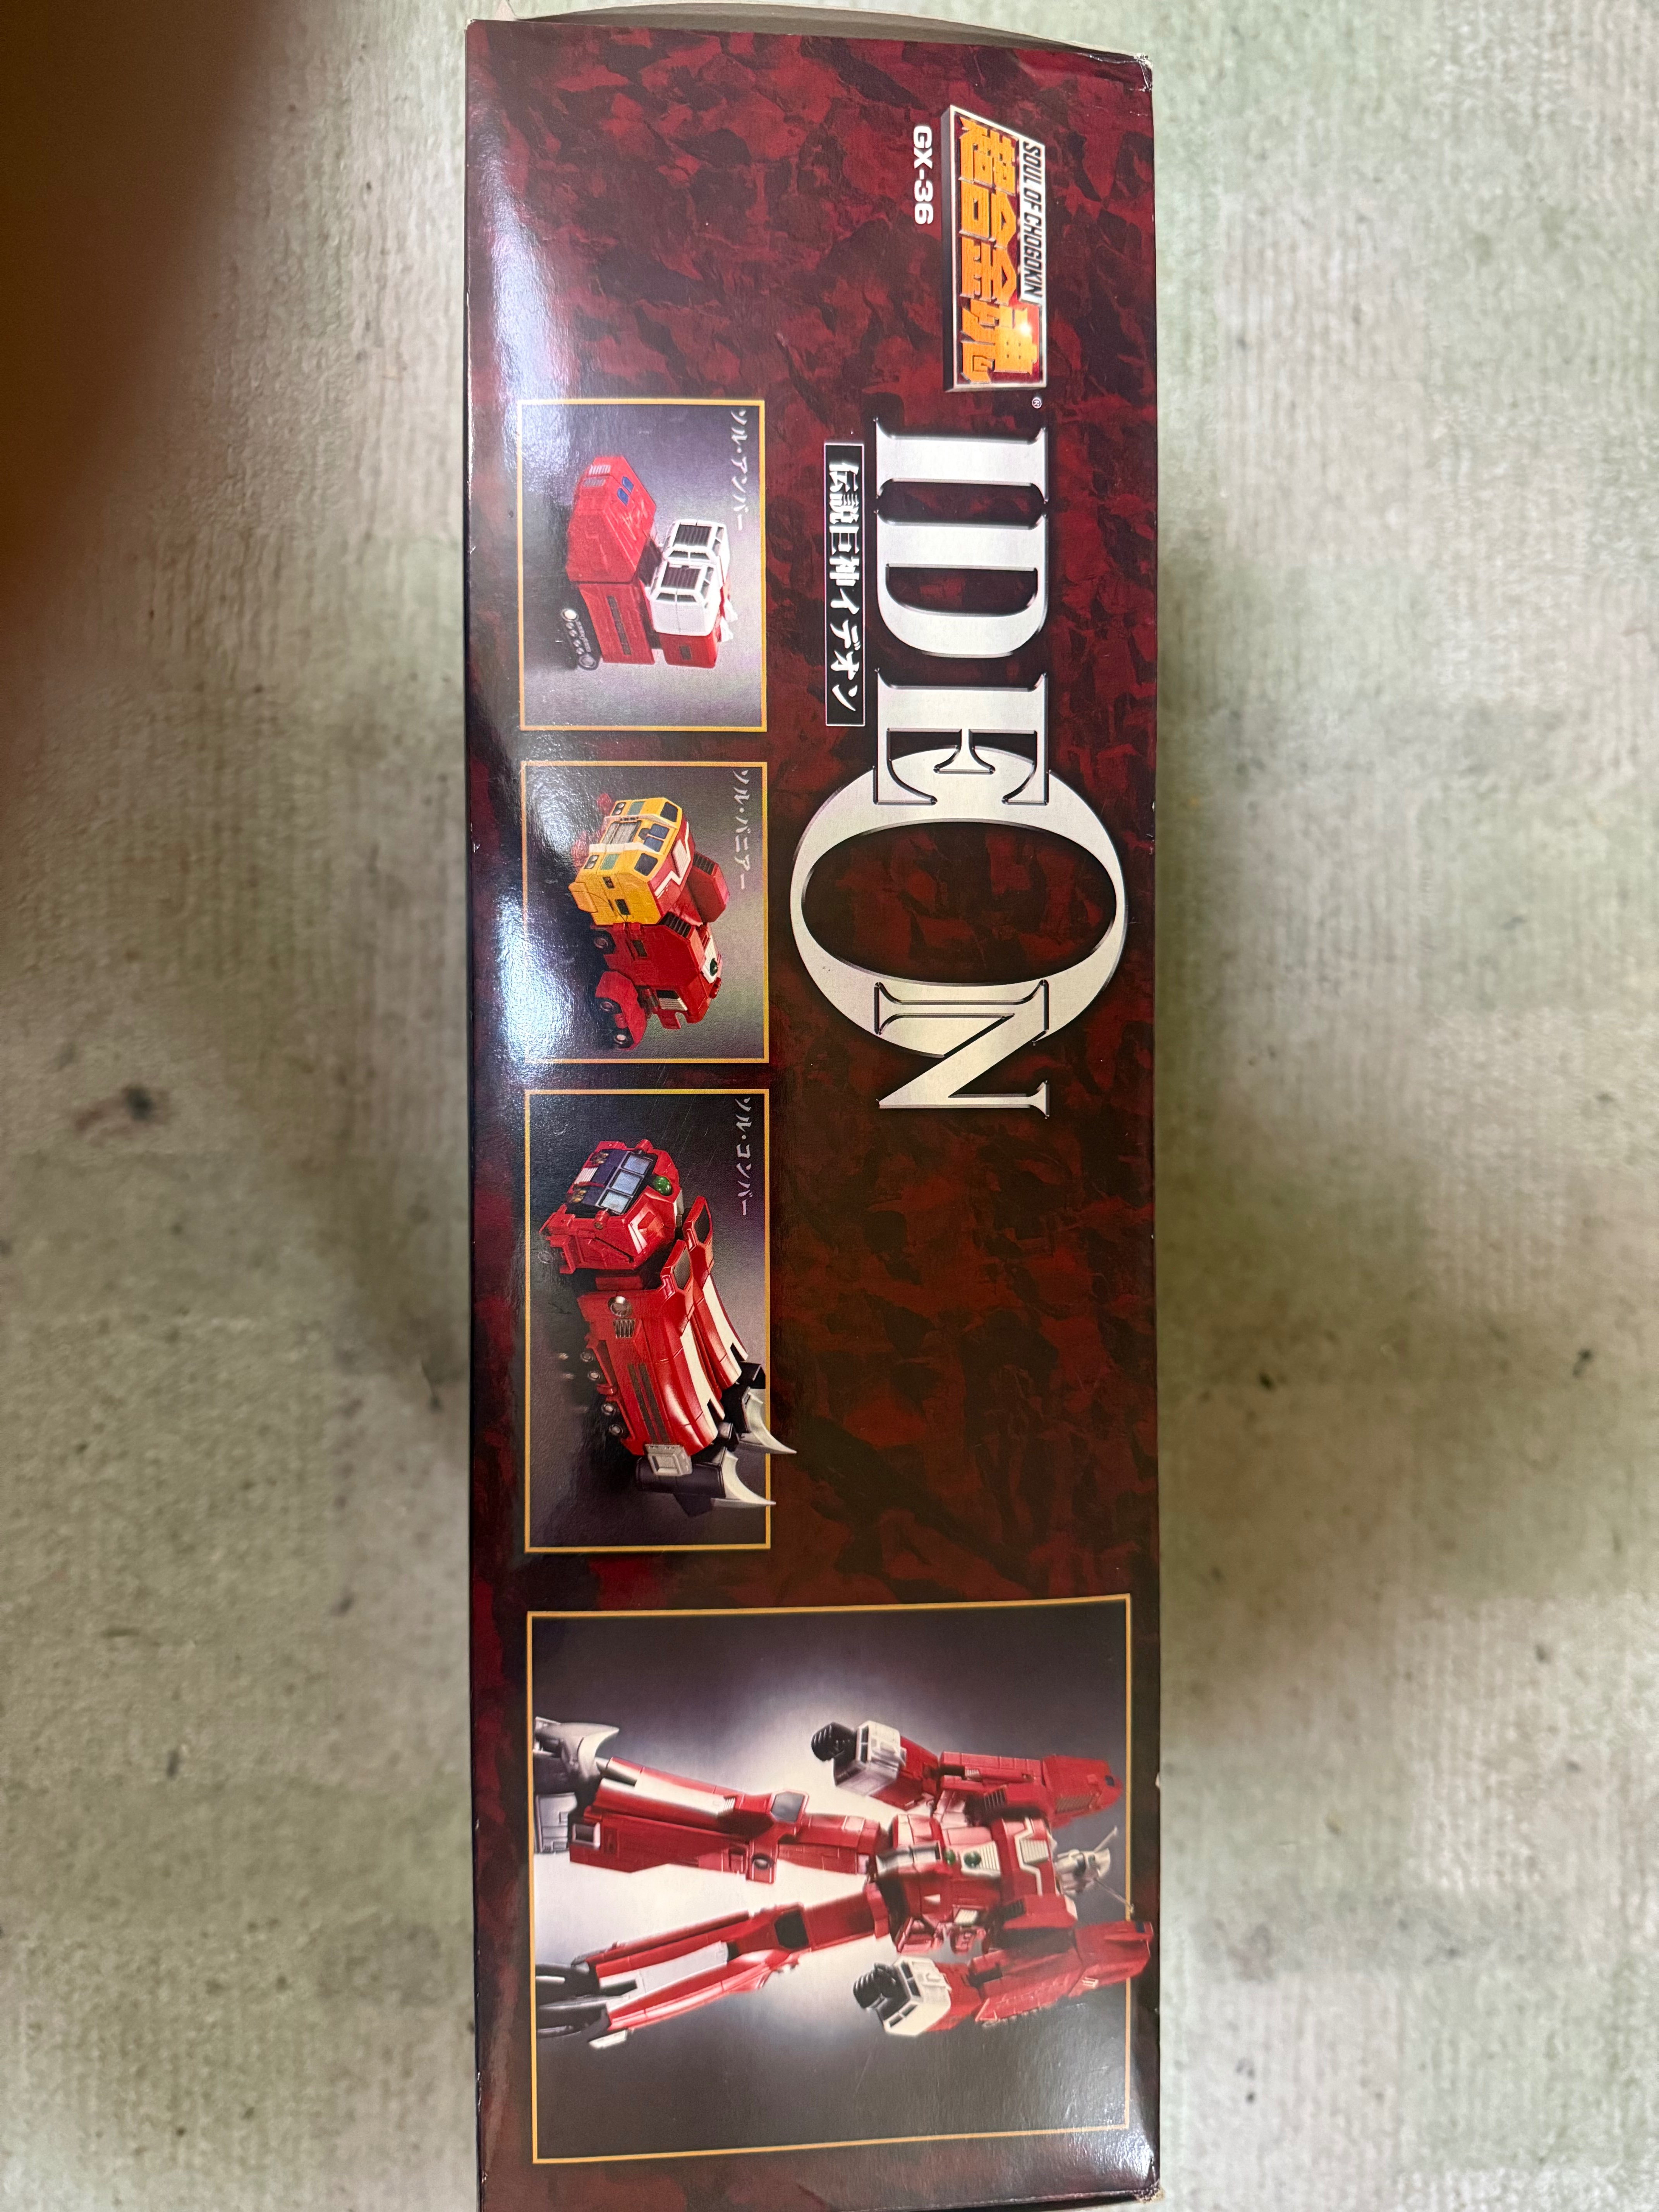 SOUL OF CHOGOKIN
超合金魂
®
GX-36
IDEON
伝説巨神イデオン
ソル・アンバー
ソル・バニアー
ソル・コンバー